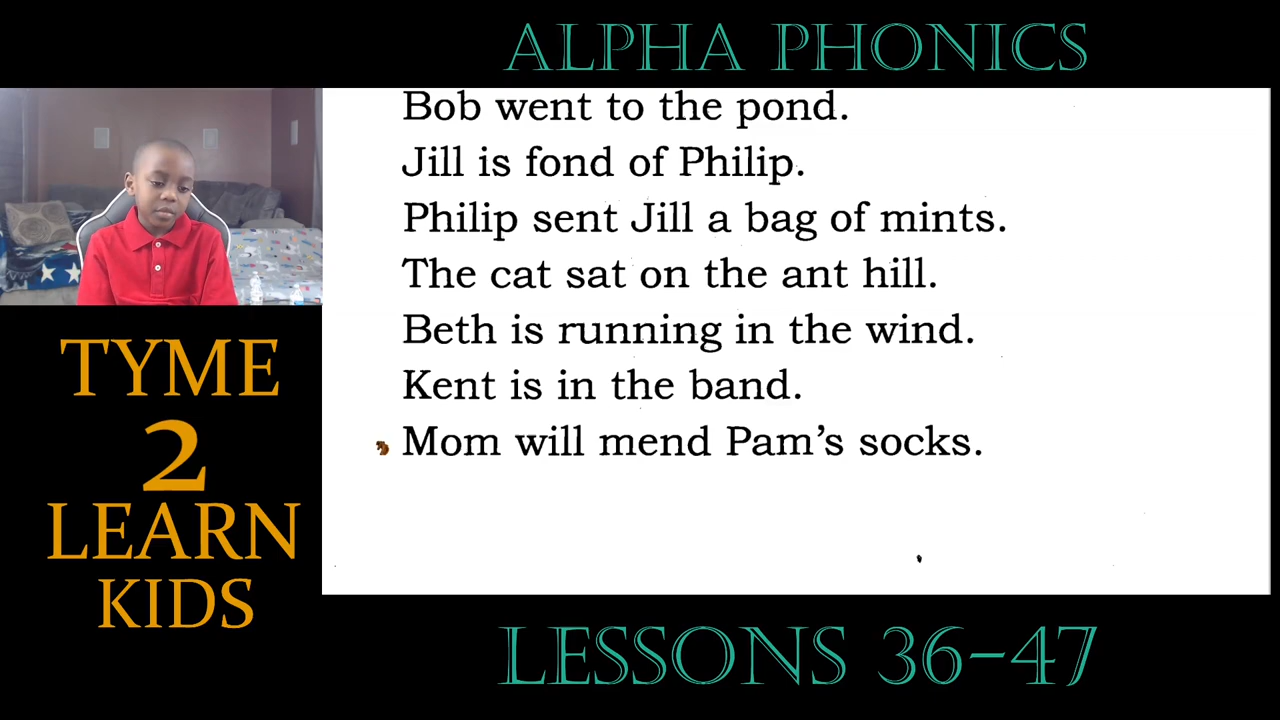 ALPHA PHONICS
Bob went to the pond.
Jill is fond of Philip.
Philip sent Jill a bag of mints.
The cat sat on the ant hill.
Beth is running in the wind.
Kent is in the band.
Mom will mend Pam's socks.
TYME
2
LEARN
KIDS
LESSONS 36-47